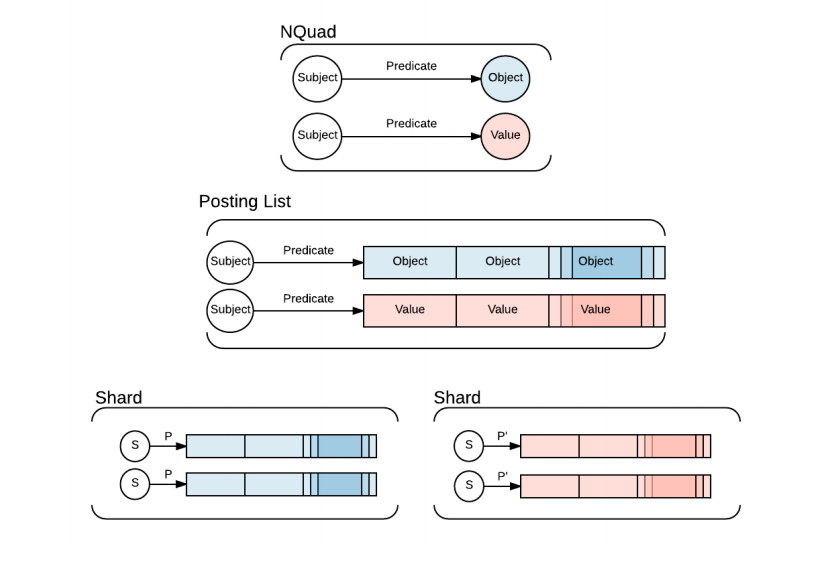 NQuad
Subject Predicate Object
Subject Predicate Value
Posting List
Subject Predicate Object Object Object
Subject Predicate Value Value Value
Shard Shard
S P S P'
S P S P'